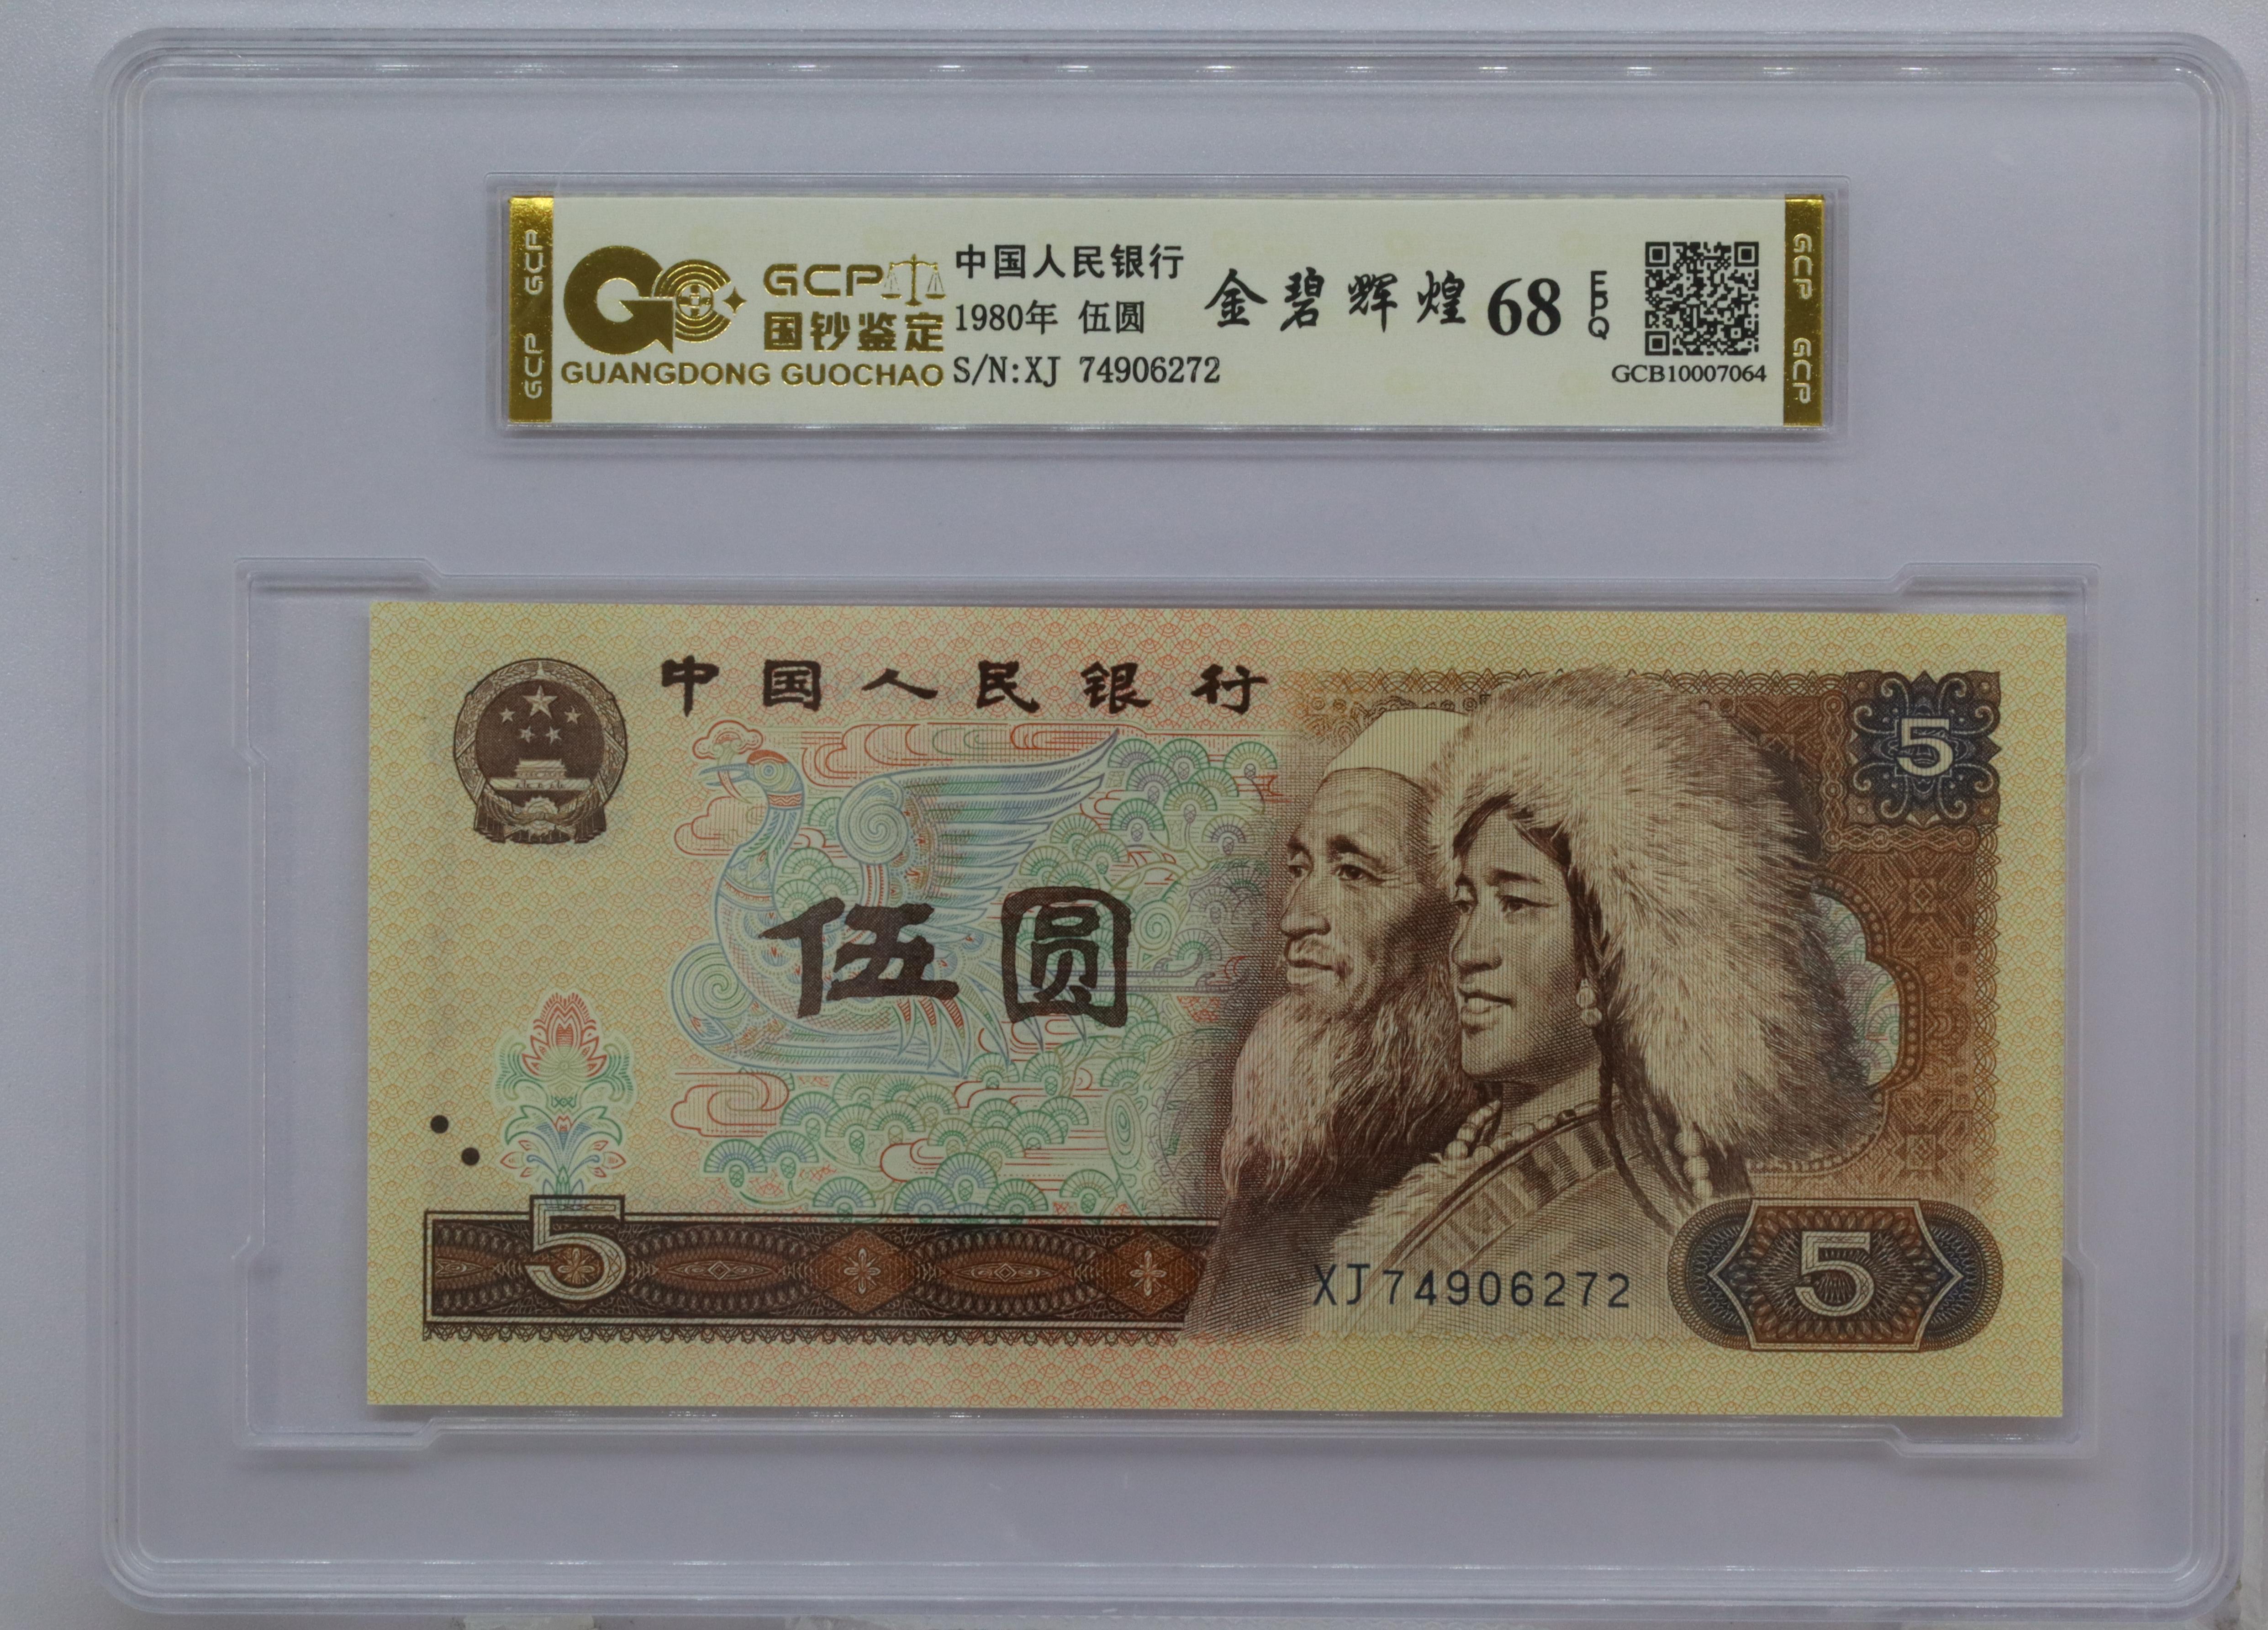 GCP GCP
GCP
国钞鉴定
GUANGDONG GUOCHAO
中国人民银行
1980年 伍圆
S/N:XJ 74906272
金碧辉煌 68 EPQ
GCB10007064
GCP GCP
中国人民银行
5
伍圆
5
XJ74906272
5